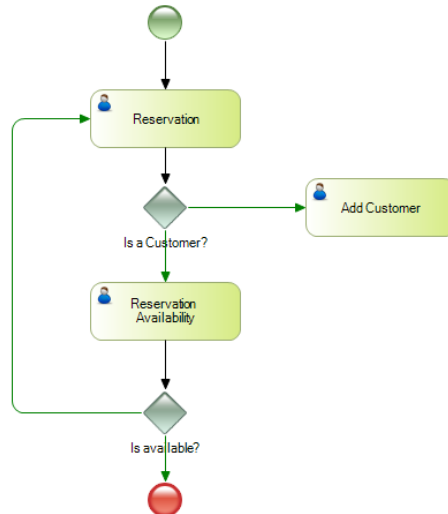 Reservation
Add Customer
Is a Customer?
Reservation
Availability
Is available?